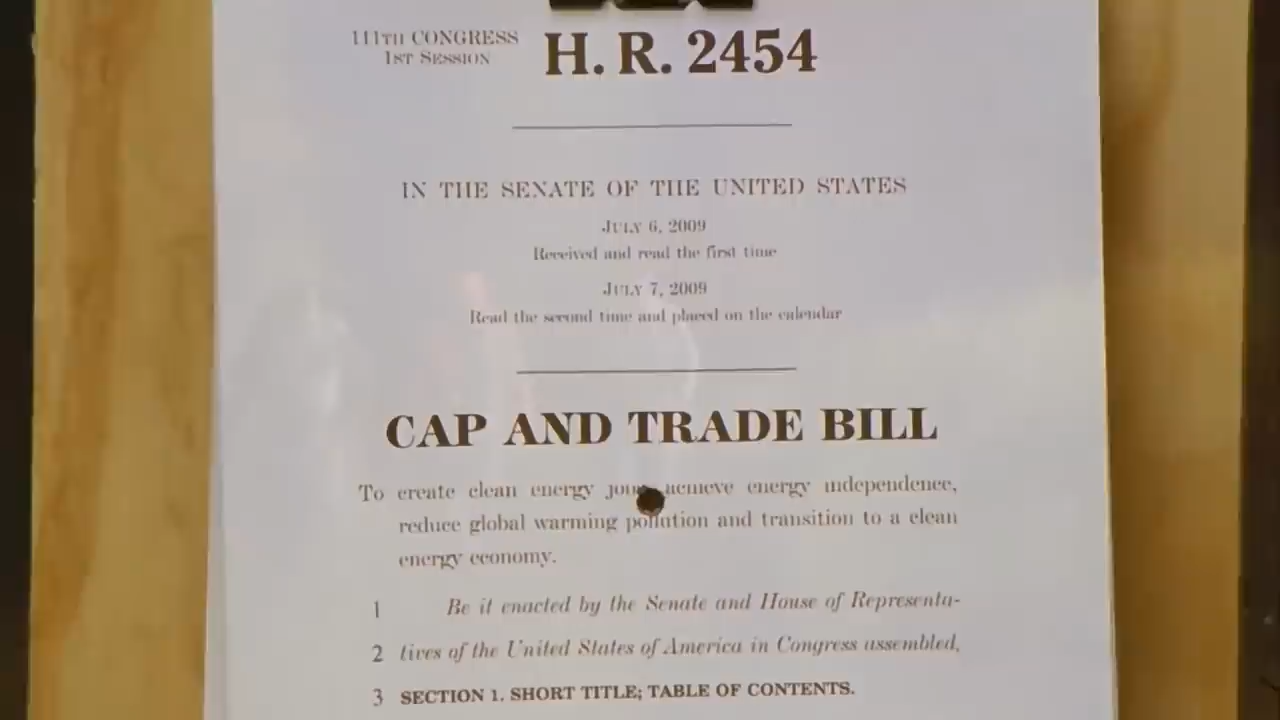 111TH CONGRESS
1ST SESSION
H. R. 2454
IN THE SENATE OF THE UNITED STATES
JULY 6, 2009
Received and read the first time
JULY 7, 2009
Read the second time and placed on the calendar
CAP AND TRADE BILL
To create clean energy energy independence,
reduce global warming pollution and transition to a clean
energy economy.
1 Be it enacted by the Senate and House of Representa-
2 tives of the United States of America in Congress assembled,
3 SECTION 1. SHORT TITLE; TABLE OF CONTENTS.